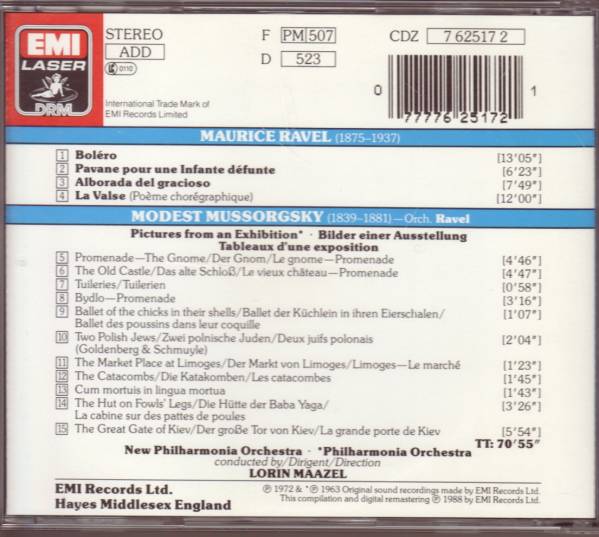 EMI
LASER
DRM
STEREO
ADD
0110
International Trade Mark of
EMI Records Limited
F PM 507
D 523
CDZ 7 62517 2
0 77776 25172 1
MAURICE RAVEL (1875–1937)
1 Boléro [13′05″]
2 Pavane pour une Infante défunte [6′23″]
3 Alborada del gracioso [7′49″]
4 La Valse (Poème chorégraphique) [12′00″]
MODEST MUSSORGSKY (1839–1881)—Orch. Ravel
Pictures from an Exhibition* · Bilder einer Ausstellung
Tableaux d'une exposition
5 Promenade—The Gnome/Der Gnom/Le gnome—Promenade [4′46″]
6 The Old Castle/Das alte Schloß/Le vieux château—Promenade [4′47″]
7 Tuileries/Tuilerien [0′58″]
8 Bydlo—Promenade [3′16″]
9 Ballet of the chicks in their shells/Ballet der Küchlein in ihren Eierschalen/ [1′07″]
Ballet des poussins dans leur coquille
10 Two Polish Jews/Zwei polnische Juden/Deux juifs polonais [2′04″]
(Goldenberg & Schmuyle)
11 The Market Place at Limoges/Der Markt von Limoges/Limoges—Le marché [1′23″]
12 The Catacombs/Die Katakomben/Les catacombes [1′45″]
13 Cum mortuis in lingua mortua [1′43″]
14 The Hut on Fowls' Legs/Die Hütte der Baba Yaga/ [3′26″]
La cabine sur des pattes de poules
15 The Great Gate of Kiev/Der große Tor von Kiev/La grande porte de Kiev [5′54″]
TT: 70′55″
New Philharmonia Orchestra · *Philharmonia Orchestra
conducted by/Dirigent/Direction
LORIN MAAZEL
EMI Records Ltd.
Hayes Middlesex England
℗ 1972 & *℗ 1963 Original sound recordings made by EMI Records Ltd.
This compilation and digital remastering ℗ 1988 by EMI Records Ltd.